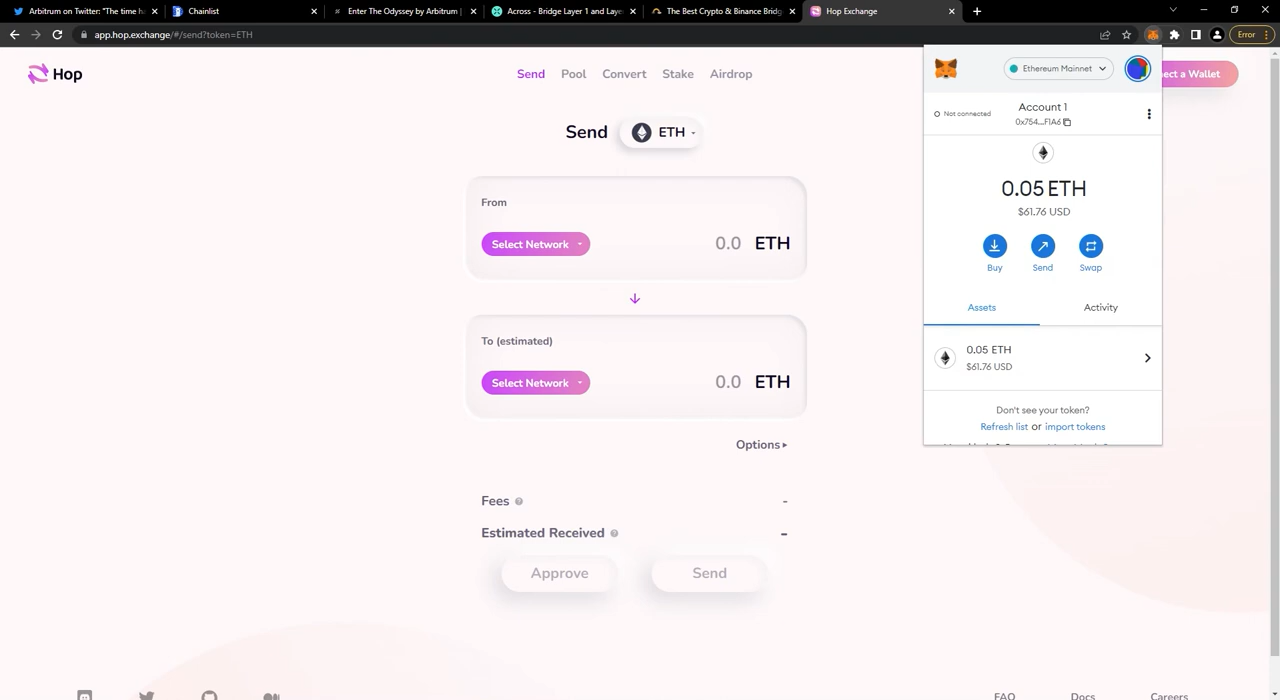 Arbitrum on Twitter: "The time h
Chainlist
Enter The Odyssey by Arbitrum |
Across - Bridge Layer 1 and Laye
The Best Crypto & Binance Bridg
Hop Exchange
app.hop.exchange/#/send?token=ETH
Error
Hop
Send
Pool
Convert
Stake
Airdrop
ect a Wallet
Ethereum Mainnet
Not connected
Account 1
0x754...F1A6
0.05 ETH
$61.76 USD
Buy
Send
Swap
Assets
Activity
0.05 ETH
$61.76 USD
Don't see your token?
Refresh list or import tokens
Send
ETH
From
Select Network
0.0 ETH
To (estimated)
Select Network
0.0 ETH
Options
Fees
-
Estimated Received
-
Approve
Send
FAQ
Docs
Careers